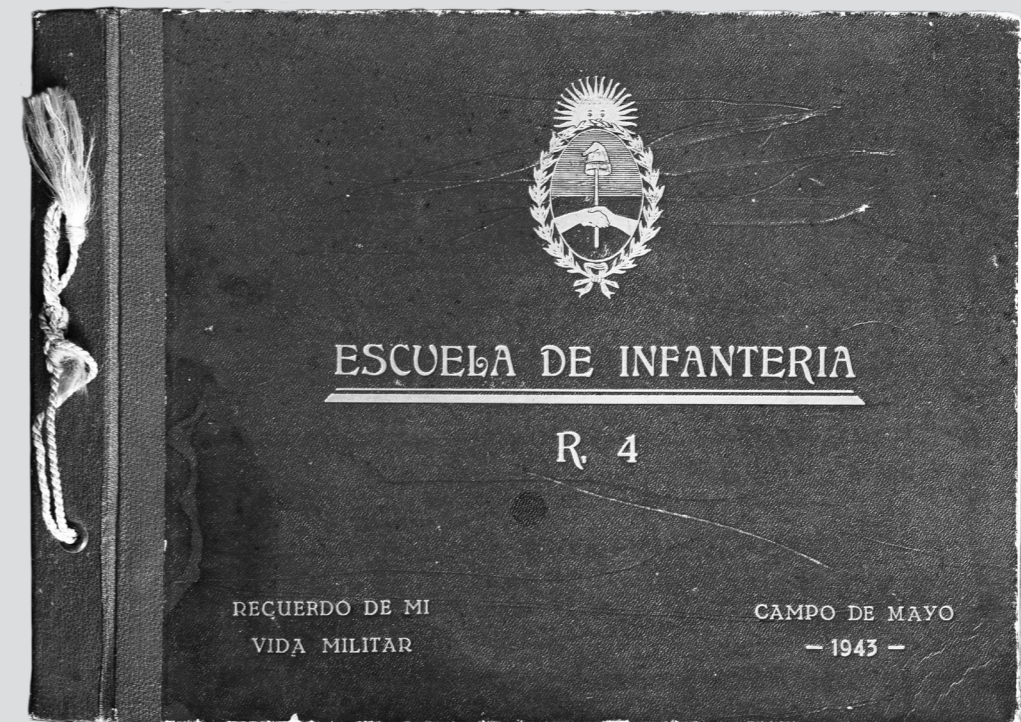 ESCUELA DE INFANTERIA
R. 4
RECUERDO DE MI
VIDA MILITAR
CAMPO DE MAYO
— 1943 —